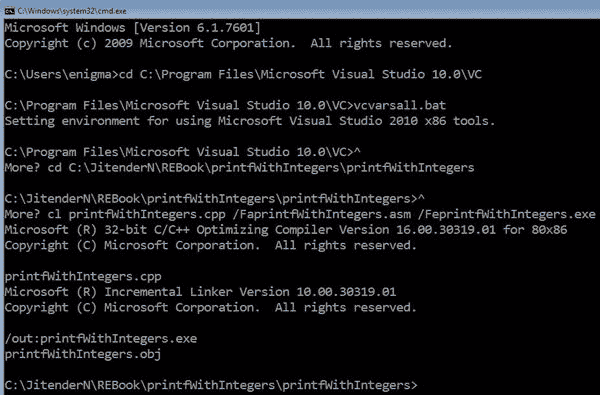 C:\Windows\system32\cmd.exe
Microsoft Windows [Version 6.1.7601]
Copyright (c) 2009 Microsoft Corporation.  All rights reserved.
C:\Users\enigma>cd C:\Program Files\Microsoft Visual Studio 10.0\VC
C:\Program Files\Microsoft Visual Studio 10.0\VC>vcvarsall.bat
Setting environment for using Microsoft Visual Studio 2010 x86 tools.
C:\Program Files\Microsoft Visual Studio 10.0\VC>^
More? cd C:\JitenderN\REBook\printfWithIntegers\printfWithIntegers
C:\JitenderN\REBook\printfWithIntegers\printfWithIntegers>^
More? cl printfWithIntegers.cpp /FaprintfWithIntegers.asm /FeprintfWithIntegers.exe
Microsoft (R) 32-bit C/C++ Optimizing Compiler Version 16.00.30319.01 for 80x86
Copyright (C) Microsoft Corporation.  All rights reserved.
printfWithIntegers.cpp
Microsoft (R) Incremental Linker Version 10.00.30319.01
Copyright (C) Microsoft Corporation.  All rights reserved.
/out:printfWithIntegers.exe
printfWithIntegers.obj
C:\JitenderN\REBook\printfWithIntegers\printfWithIntegers>